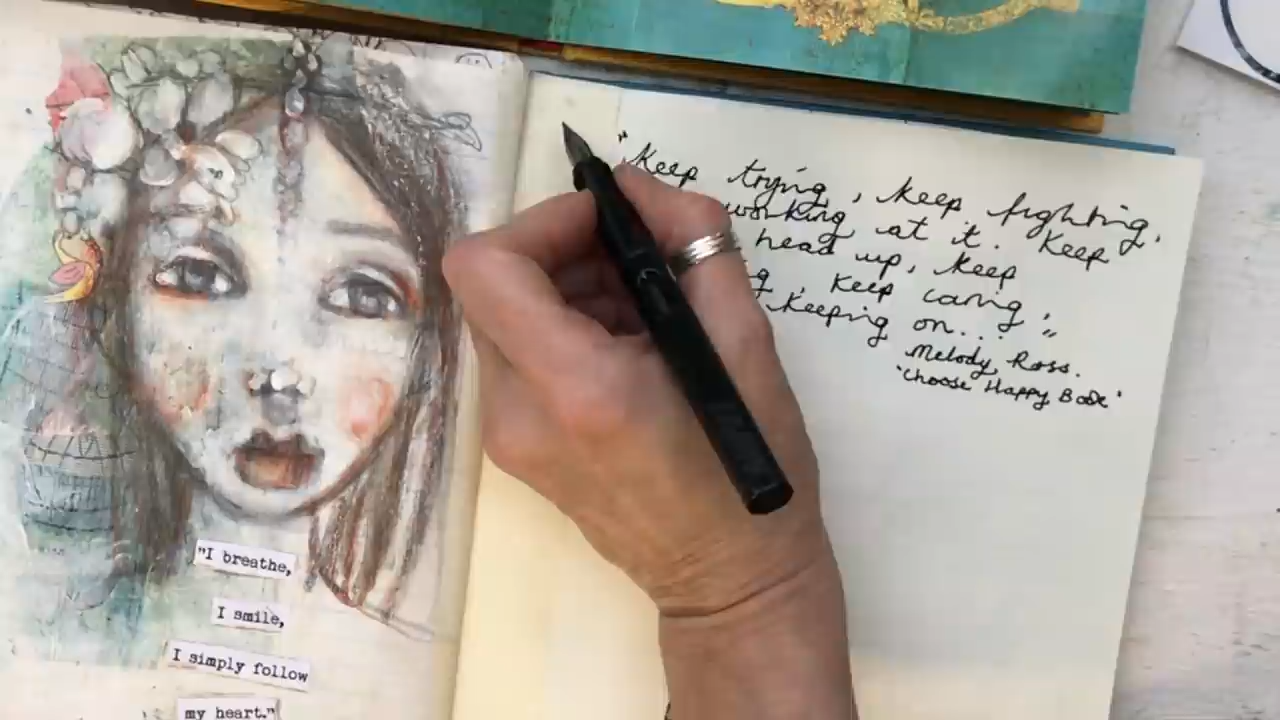 "I breathe,
I smile,
I simply follow
my heart."
"Keep trying, keep fighting,
working at it. Keep
head up, keep
keep caring,
keeping on..."
Melody Ross.
'Choose Happy Book'